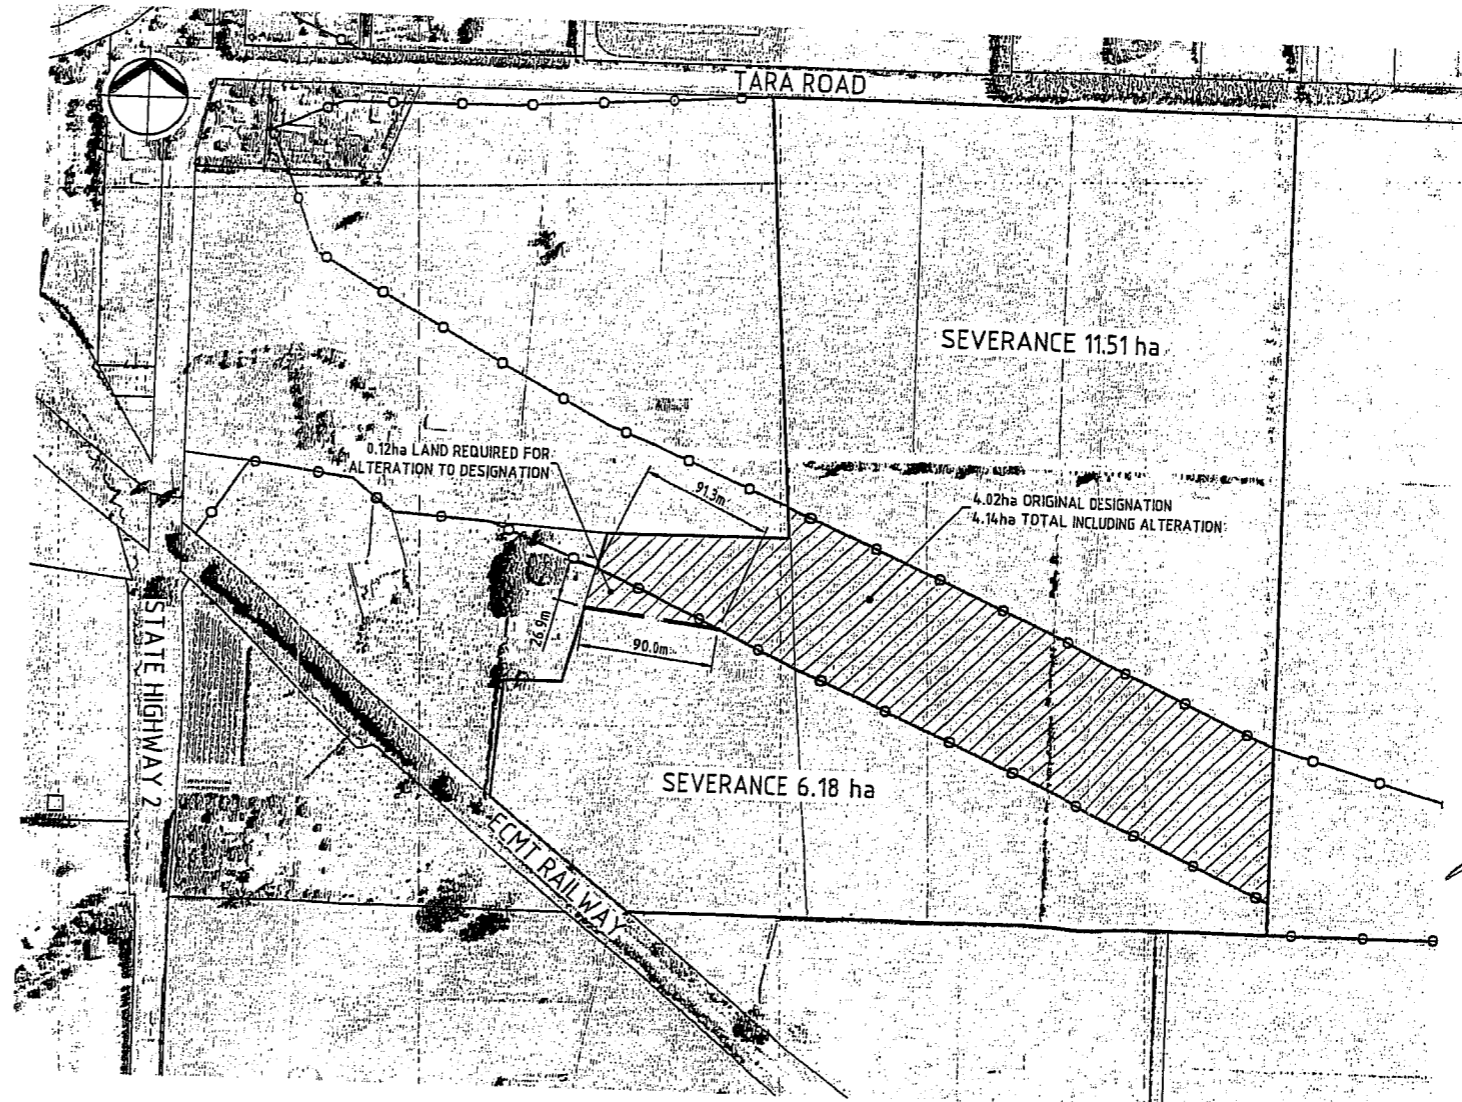 TARA ROAD
SEVERANCE 11.51 ha
0.12ha LAND REQUIRED FOR
ALTERATION TO DESIGNATION
91.3m
4.02ha ORIGINAL DESIGNATION
4.14ha TOTAL INCLUDING ALTERATION
26.9m
90.0m
STATE HIGHWAY 2
SEVERANCE 6.18 ha
ECMT RAILWAY